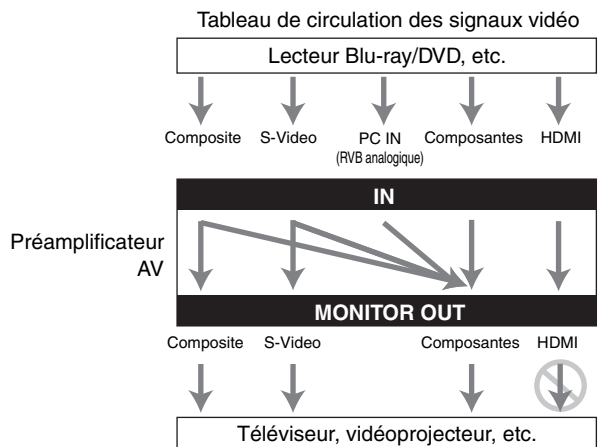 Tableau de circulation des signaux vidéo
Lecteur Blu-ray/DVD, etc.
Composite S-Video PC IN Composantes HDMI
(RVB analogique)
IN
Préamplificateur
AV
MONITOR OUT
Composite S-Video Composantes HDMI
Téléviseur, vidéoprojecteur, etc.